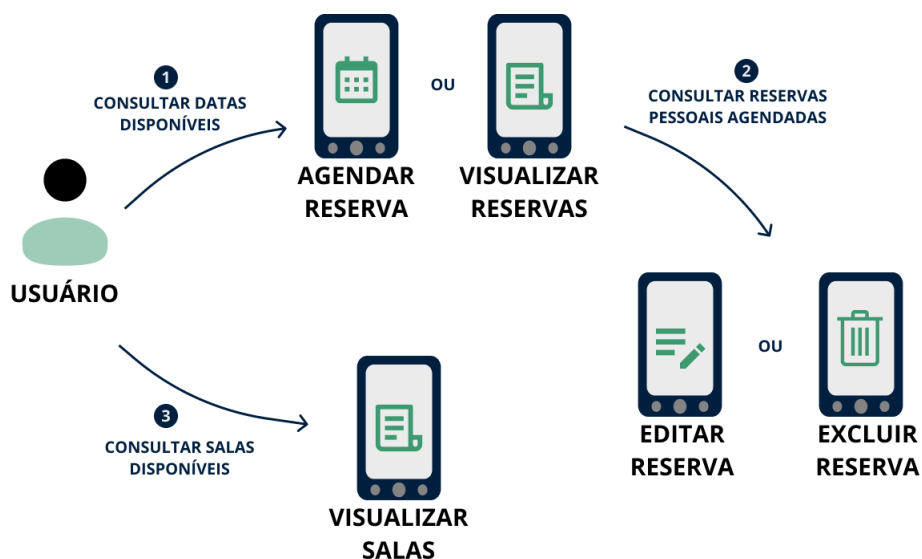 1
CONSULTAR DATAS
DISPONÍVEIS
OU
2
CONSULTAR RESERVAS
PESSOAIS AGENDADAS
AGENDAR
RESERVA
VISUALIZAR
RESERVAS
USUÁRIO
OU
3
CONSULTAR SALAS
DISPONÍVEIS
EDITAR
RESERVA
EXCLUIR
RESERVA
VISUALIZAR
SALAS